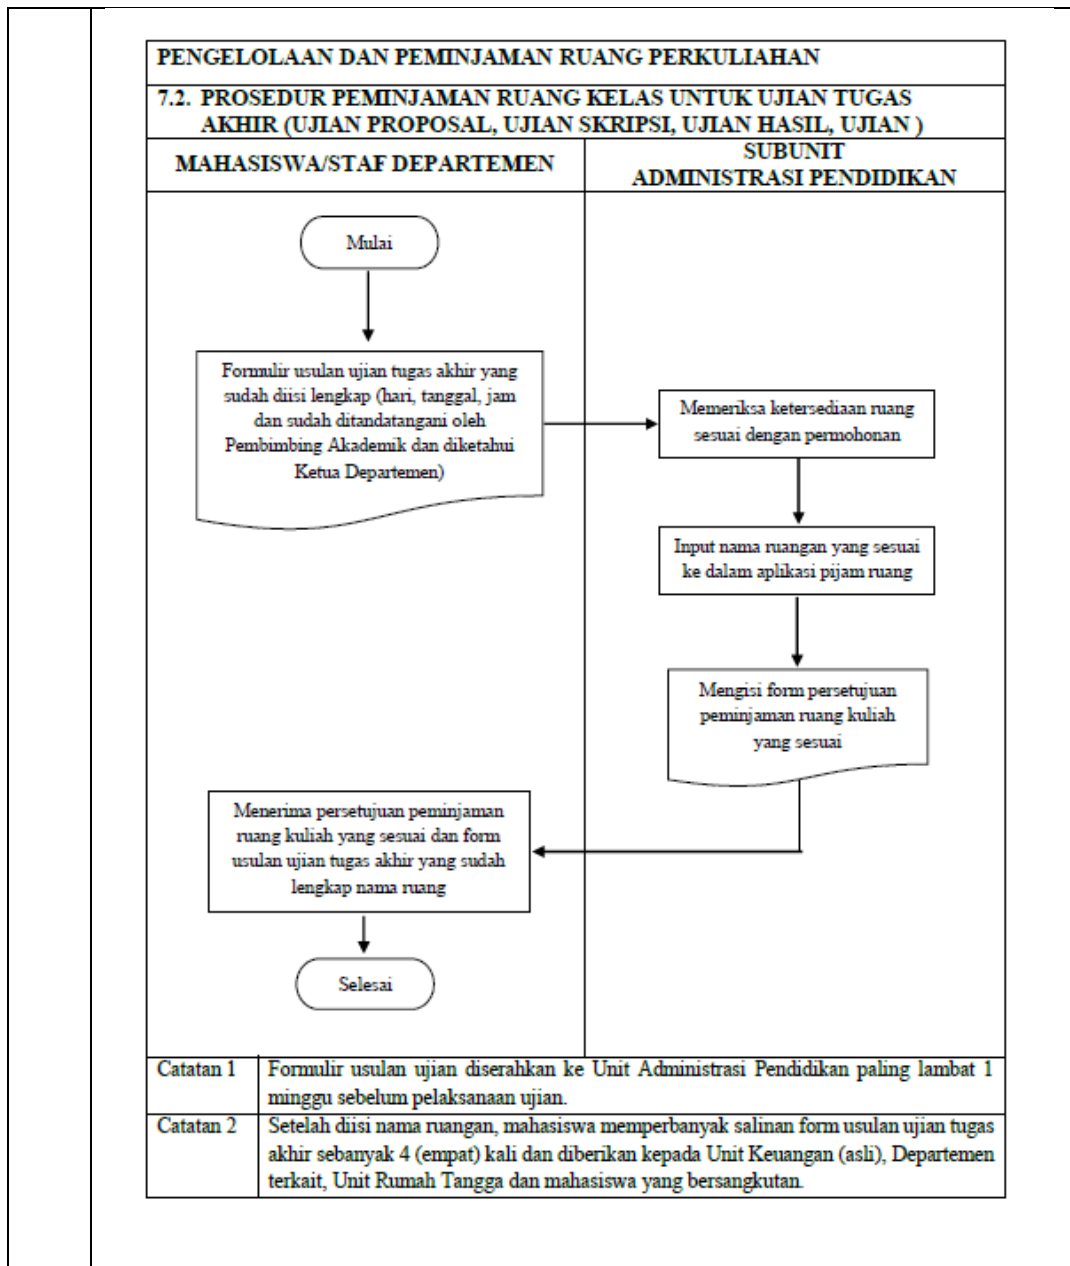 PENGELOLAAN DAN PEMINJAMAN RUANG PERKULIAHAN
7.2. PROSEDUR PEMINJAMAN RUANG KELAS UNTUK UJIAN TUGAS
AKHIR (UJIAN PROPOSAL, UJIAN SKRIPSI, UJIAN HASIL, UJIAN )
MAHASISWA/STAF DEPARTEMEN
SUBUNIT
ADMINISTRASI PENDIDIKAN
Mulai
Formulir usulan ujian tugas akhir yang
sudah diisi lengkap (hari, tanggal, jam
dan sudah ditandatangani oleh
Pembimbing Akademik dan diketahui
Ketua Departemen)
Memeriksa ketersediaan ruang
sesuai dengan permohonan
Input nama ruangan yang sesuai
ke dalam aplikasi pijam ruang
Mengisi form persetujuan
peminjaman ruang kuliah
yang sesuai
Menerima persetujuan peminjaman
ruang kuliah yang sesuai dan form
usulan ujian tugas akhir yang sudah
lengkap nama ruang
Selesai
Catatan 1
Formulir usulan ujian diserahkan ke Unit Administrasi Pendidikan paling lambat 1
minggu sebelum pelaksanaan ujian.
Catatan 2
Setelah diisi nama ruangan, mahasiswa memperbanyak salinan form usulan ujian tugas
akhir sebanyak 4 (empat) kali dan diberikan kepada Unit Keuangan (asli), Departemen
terkait, Unit Rumah Tangga dan mahasiswa yang bersangkutan.